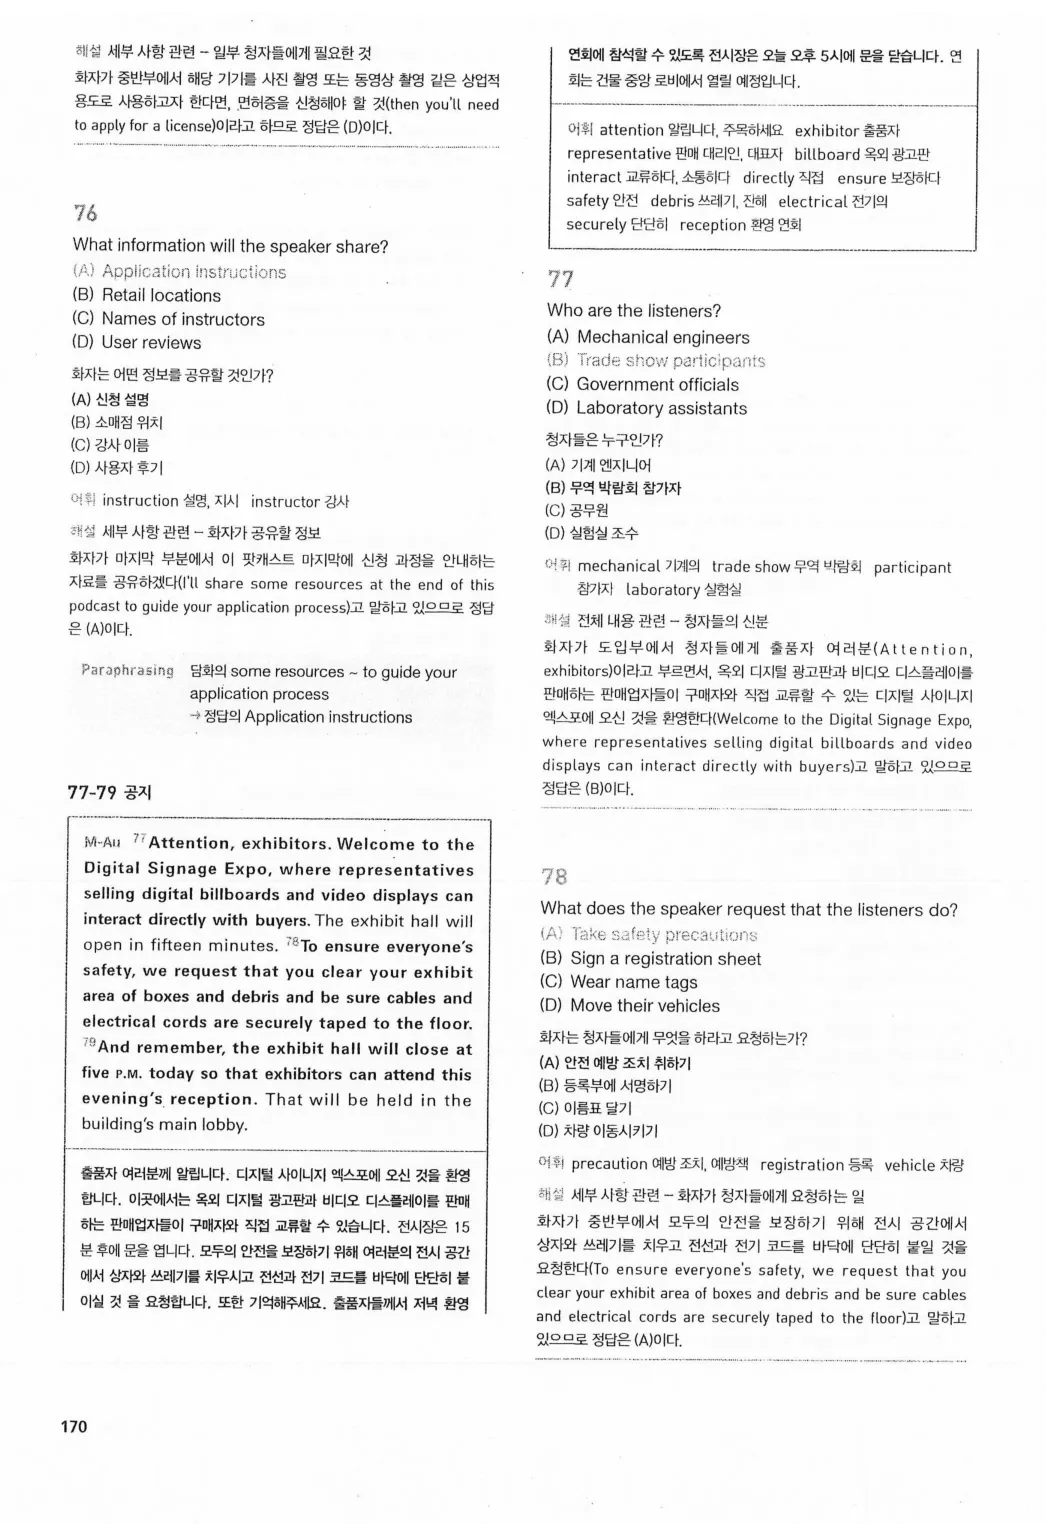 해설 세부 사항 관련 – 일부 청자들에게 필요한 것
화자가 중반부에서 해당 기기를 사진 촬영 또는 동영상 촬영 같은 상업적
용도로 사용하고자 한다면, 면허증을 신청해야 할 것(then you'll need
to apply for a license)이라고 하므로 정답은 (D)이다.
76
What information will the speaker share?
(A) Application instructions
(B) Retail locations
(C) Names of instructors
(D) User reviews
화자는 어떤 정보를 공유할 것인가?
(A) 신청 설명
(B) 소매점 위치
(C) 강사 이름
(D) 사용자 후기
어휘 instruction 설명, 지시 instructor 강사
해설 세부 사항 관련 – 화자가 공유할 정보
화자가 마지막 부분에서 이 팟캐스트 마지막에 신청 과정을 안내하는
자료를 공유하겠다(I'll share some resources at the end of this
podcast to guide your application process)고 말하고 있으므로 정답
은 (A)이다.
Paraphrasing 담화의 some resources ~ to guide your
application process
→ 정답의 Application instructions
77-79 공지
M-Au 77Attention, exhibitors. Welcome to the
Digital Signage Expo, where representatives
selling digital billboards and video displays can
interact directly with buyers. The exhibit hall will
open in fifteen minutes. 78To ensure everyone's
safety, we request that you clear your exhibit
area of boxes and debris and be sure cables and
electrical cords are securely taped to the floor.
79And remember, the exhibit hall will close at
five P.M. today so that exhibitors can attend this
evening's reception. That will be held in the
building's main lobby.
출품자 여러분께 알립니다. 디지털 사이니지 엑스포에 오신 것을 환영
합니다. 이곳에서는 옥외 디지털 광고판과 비디오 디스플레이를 판매
하는 판매업자들이 구매자와 직접 교류할 수 있습니다. 전시장은 15
분 후에 문을 엽니다. 모두의 안전을 보장하기 위해 여러분의 전시 공간
에서 상자와 쓰레기를 치우시고 전선과 전기 코드를 바닥에 단단히 붙
이실 것 을 요청합니다. 또한 기억해주세요. 출품자들께서 저녁 환영
연회에 참석할 수 있도록 전시장은 오늘 오후 5시에 문을 닫습니다. 연
회는 건물 중앙 로비에서 열릴 예정입니다.
어휘 attention 알립니다, 주목하세요 exhibitor 출품자
representative 판매 대리인, 대표자 billboard 옥외 광고판
interact 교류하다, 소통하다 directly 직접 ensure 보장하다
safety 안전 debris 쓰레기, 잔해 electrical 전기의
securely 단단히 reception 환영 연회
77
Who are the listeners?
(A) Mechanical engineers
(B) Trade show participants
(C) Government officials
(D) Laboratory assistants
청자들은 누구인가?
(A) 기계 엔지니어
(B) 무역 박람회 참가자
(C) 공무원
(D) 실험실 조수
어휘 mechanical 기계의 trade show 무역 박람회 participant
참가자 laboratory 실험실
해설 전체 내용 관련 – 청자들의 신분
화자가 도입부에서 청자들에게 출품자 여러분(Attention,
exhibitors)이라고 부르면서, 옥외 디지털 광고판과 비디오 디스플레이를
판매하는 판매업자들이 구매자와 직접 교류할 수 있는 디지털 사이니지
엑스포에 오신 것을 환영한다(Welcome to the Digital Signage Expo,
where representatives selling digital billboards and video
displays can interact directly with buyers)고 말하고 있으므로
정답은 (B)이다.
78
What does the speaker request that the listeners do?
(A) Take safety precautions
(B) Sign a registration sheet
(C) Wear name tags
(D) Move their vehicles
화자는 청자들에게 무엇을 하라고 요청하는가?
(A) 안전 예방 조치 취하기
(B) 등록부에 서명하기
(C) 이름표 달기
(D) 차량 이동시키기
어휘 precaution 예방 조치, 예방책 registration 등록 vehicle 차량
해설 세부 사항 관련 – 화자가 청자들에게 요청하는 일
화자가 중반부에서 모두의 안전을 보장하기 위해 전시 공간에서
상자와 쓰레기를 치우고 전선과 전기 코드를 바닥에 단단히 붙일 것을
요청한다(To ensure everyone's safety, we request that you
clear your exhibit area of boxes and debris and be sure cables
and electrical cords are securely taped to the floor)고 말하고
있으므로 정답은 (A)이다.
170